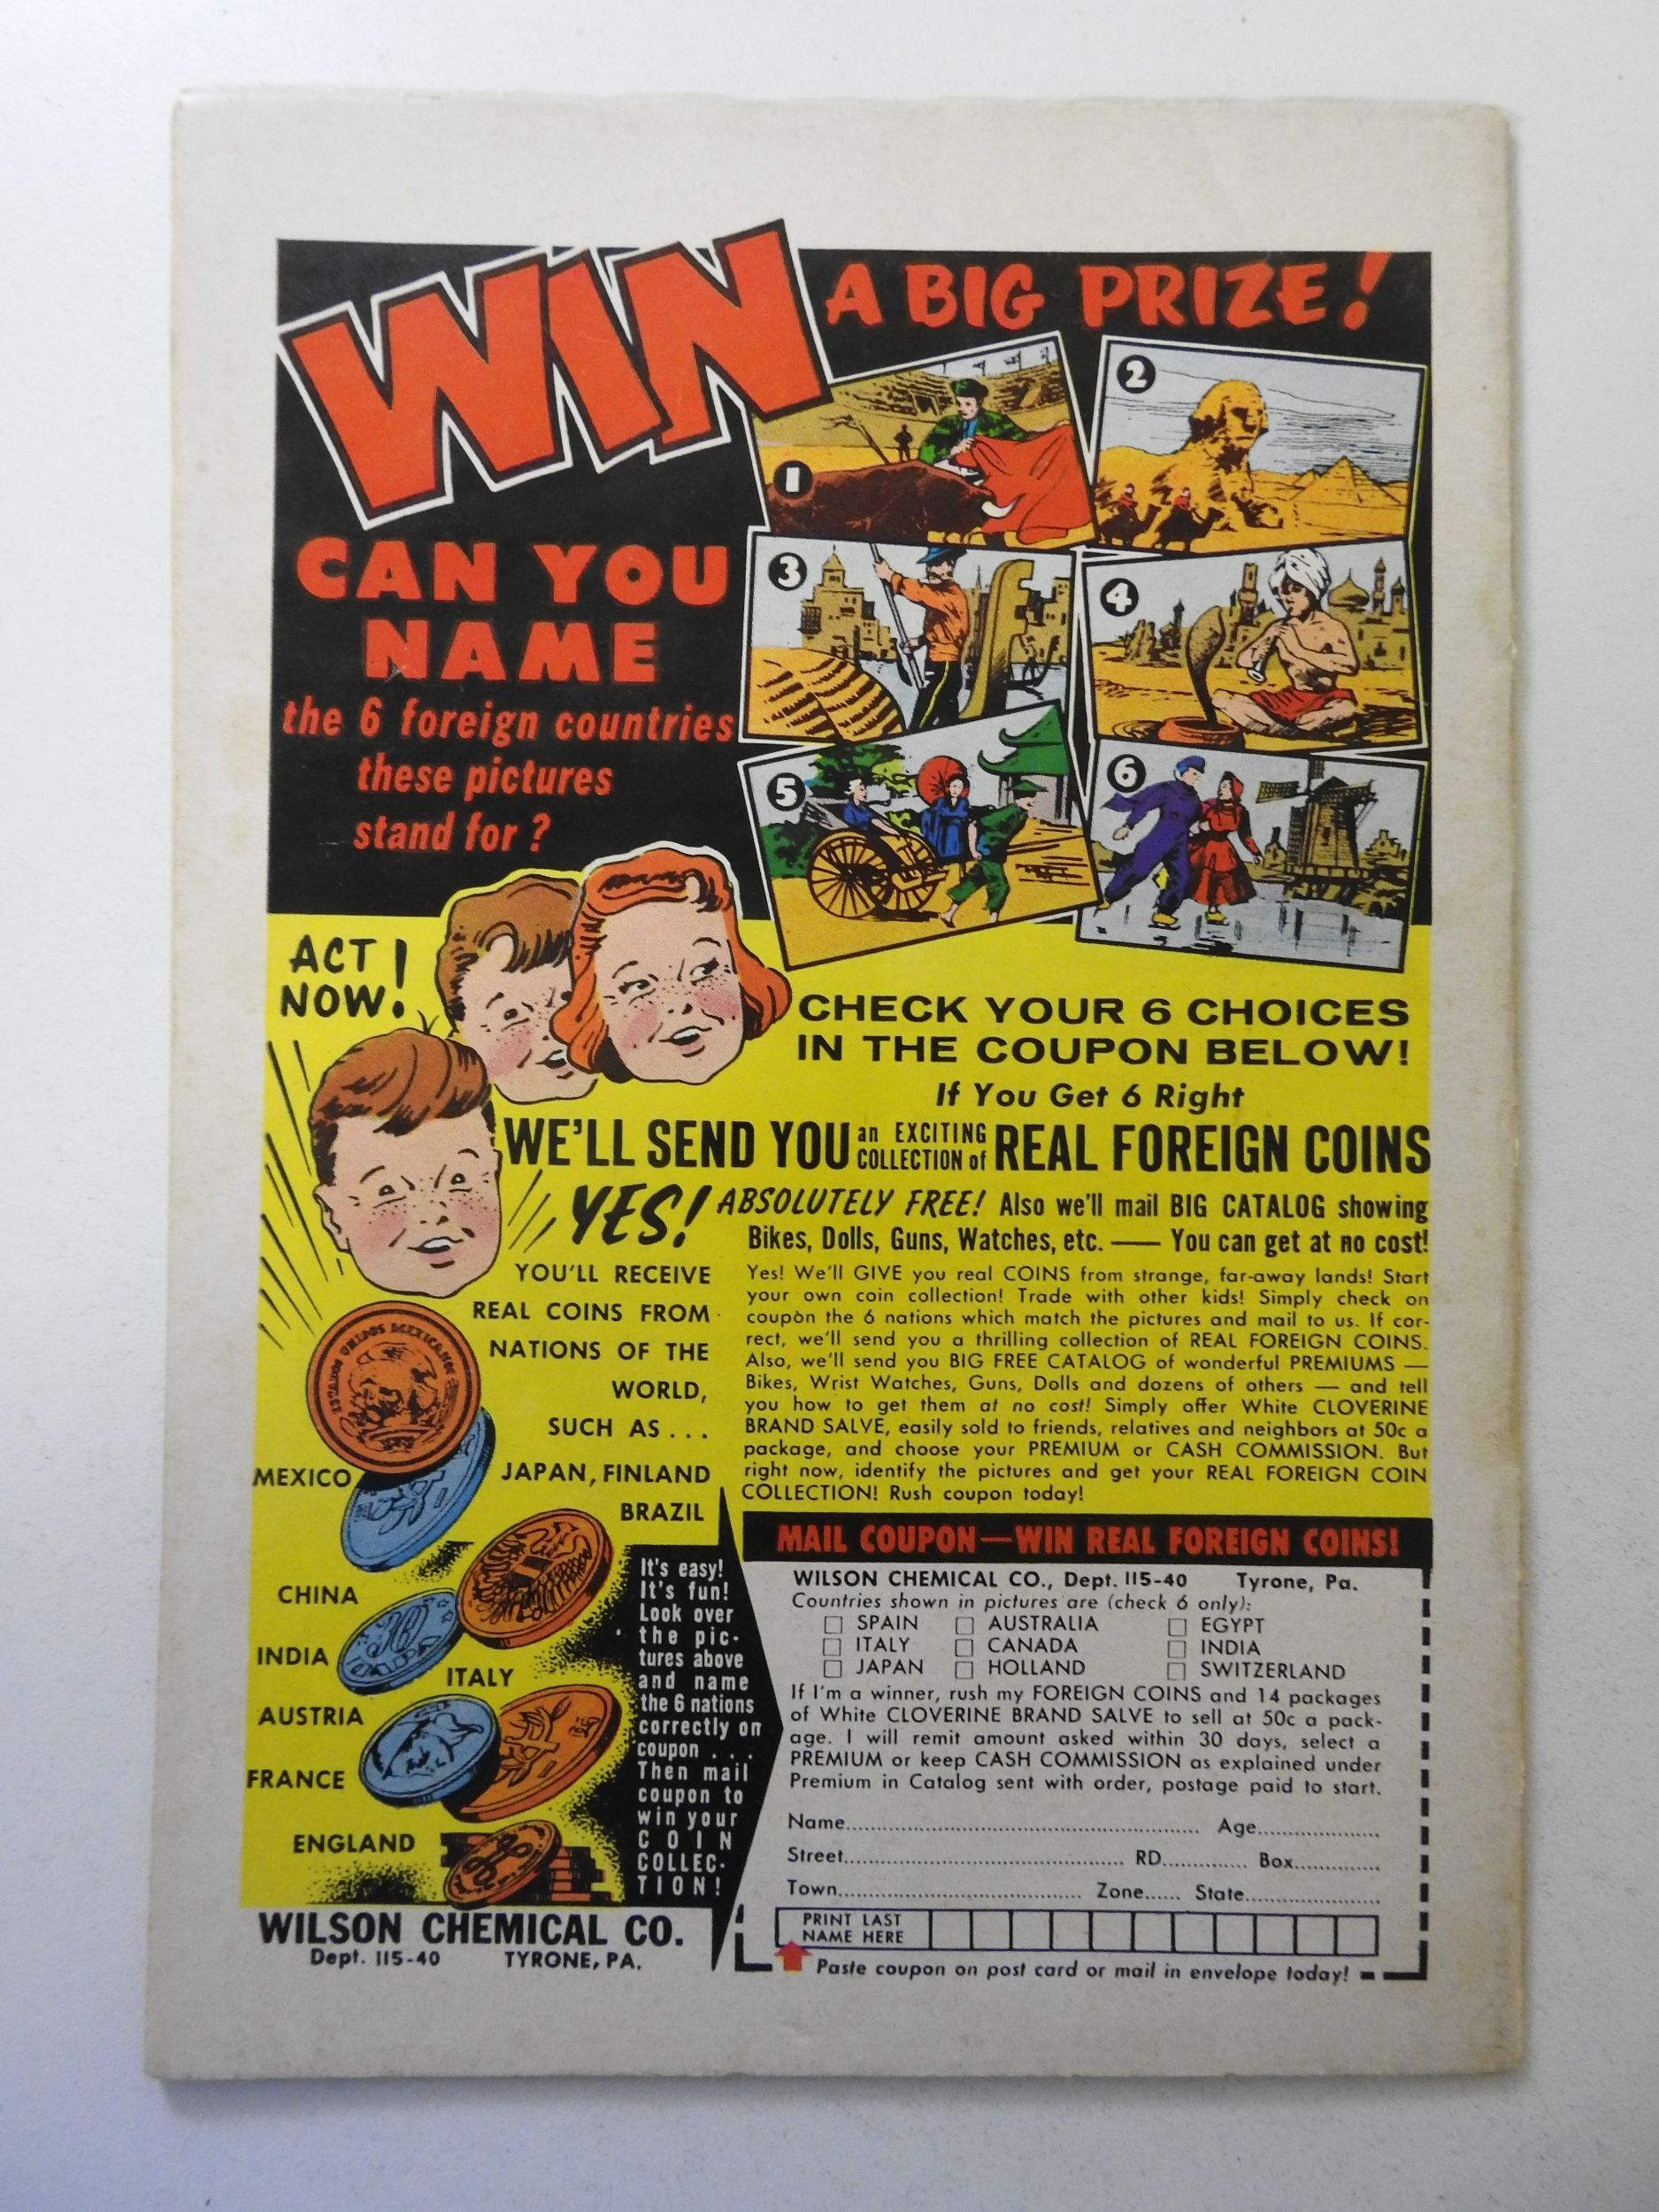 WIN
A BIG PRIZE!
1
2
3
4
5
6
CAN YOU
NAME
the 6 foreign countries
these pictures
stand for?
ACT
NOW!
CHECK YOUR 6 CHOICES
IN THE COUPON BELOW!
If You Get 6 Right
WE'LL SEND YOU an EXCITING COLLECTION of REAL FOREIGN COINS
YES! ABSOLUTELY FREE! Also we'll mail BIG CATALOG showing
Bikes, Dolls, Guns, Watches, etc. — You can get at no cost!
YOU'LL RECEIVE
REAL COINS FROM
NATIONS OF THE
WORLD,
SUCH AS...
JAPAN, FINLAND
BRAZIL
ESTADOS UNIDOS MEXICANOS
MEXICO
CHINA
INDIA
ITALY
AUSTRIA
FRANCE
ENGLAND
Yes! We'll GIVE you real COINS from strange, far-away lands! Start
your own coin collection! Trade with other kids! Simply check on
coupon the 6 nations which match the pictures and mail to us. If cor-
rect, we'll send you a thrilling collection of REAL FOREIGN COINS.
Also, we'll send you BIG FREE CATALOG of wonderful PREMIUMS —
Bikes, Wrist Watches, Guns, Dolls and dozens of others — and tell
you how to get them at no cost! Simply offer White CLOVERINE
BRAND SALVE, easily sold to friends, relatives and neighbors at 50c a
package, and choose your PREMIUM or CASH COMMISSION. But
right now, identify the pictures and get your REAL FOREIGN COIN
COLLECTION! Rush coupon today!
It's easy!
It's fun!
Look over
the pic-
tures above
and name
the 6 nations
correctly on
coupon . . .
Then mail
coupon to
win your
COIN
COLLEC-
TION!
MAIL COUPON—WIN REAL FOREIGN COINS!
WILSON CHEMICAL CO., Dept. 115-40 Tyrone, Pa.
Countries shown in pictures are (check 6 only):
SPAIN AUSTRALIA EGYPT
ITALY CANADA INDIA
JAPAN HOLLAND SWITZERLAND
If I'm a winner, rush my FOREIGN COINS and 14 packages
of White CLOVERINE BRAND SALVE to sell at 50c a pack-
age. I will remit amount asked within 30 days, select a
PREMIUM or keep CASH COMMISSION as explained under
Premium in Catalog sent with order, postage paid to start.
Name........ Age........
Street........ RD........ Box........
Town........ Zone...... State........
PRINT LAST
NAME HERE
Paste coupon on post card or mail in envelope today!
WILSON CHEMICAL CO.
Dept. 115-40 TYRONE, PA.